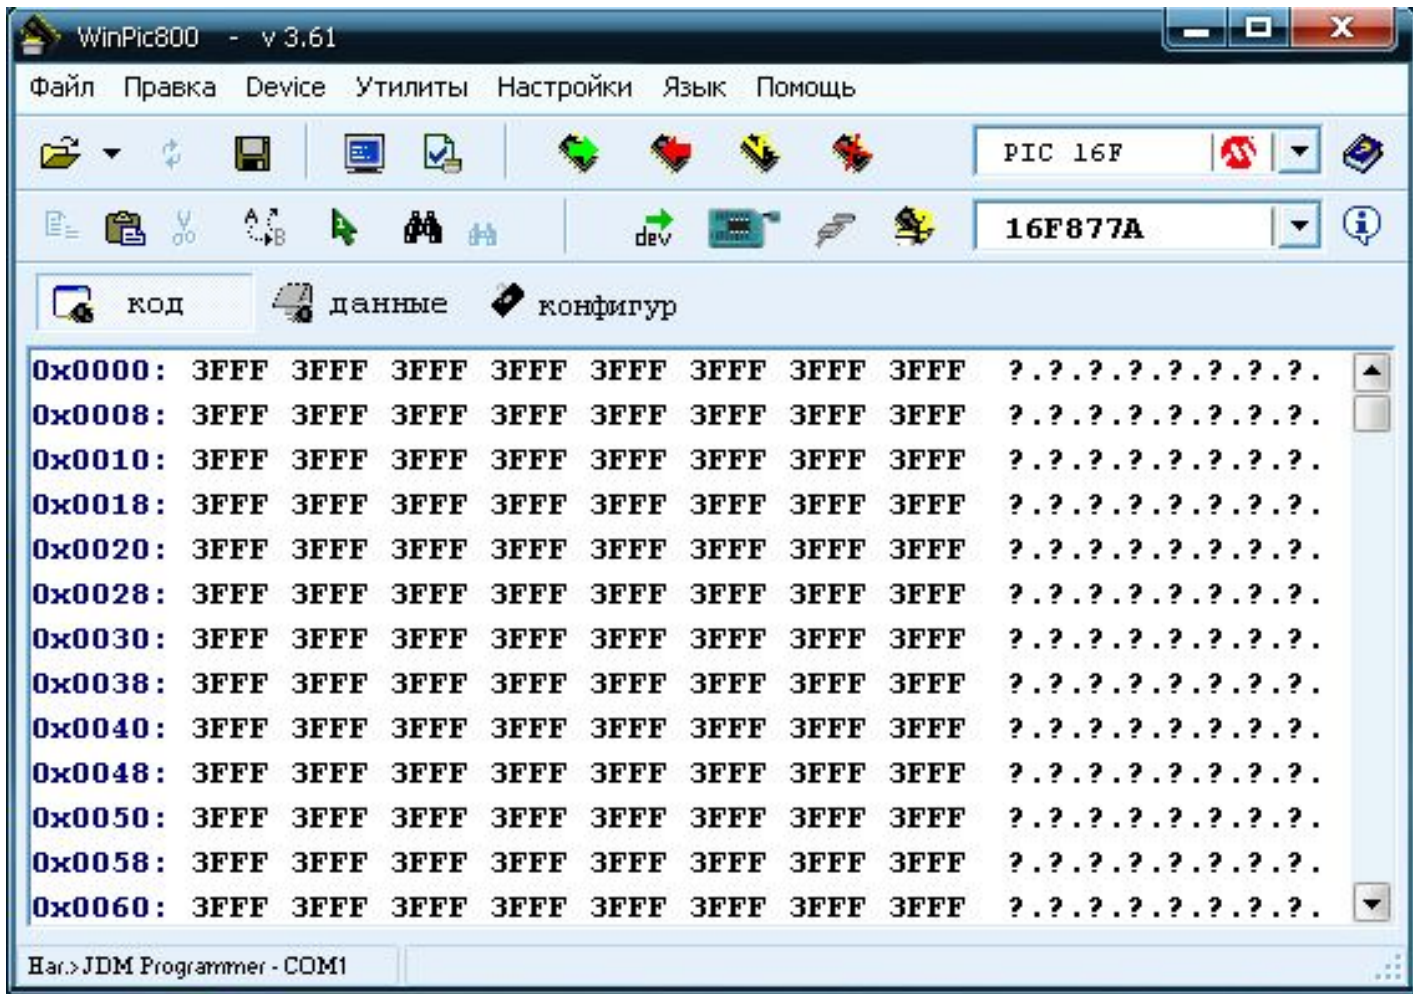 WinPic800 - v 3.61
Файл Правка Device Утилиты Настройки Язык Помощь
PIC 16F
A B dev 16F877A
код данные конфигур
0x0000: 3FFF 3FFF 3FFF 3FFF 3FFF 3FFF 3FFF 3FFF ?.?.?.?.?.?.?.?.
0x0008: 3FFF 3FFF 3FFF 3FFF 3FFF 3FFF 3FFF 3FFF ?.?.?.?.?.?.?.?.
0x0010: 3FFF 3FFF 3FFF 3FFF 3FFF 3FFF 3FFF 3FFF ?.?.?.?.?.?.?.?.
0x0018: 3FFF 3FFF 3FFF 3FFF 3FFF 3FFF 3FFF 3FFF ?.?.?.?.?.?.?.?.
0x0020: 3FFF 3FFF 3FFF 3FFF 3FFF 3FFF 3FFF 3FFF ?.?.?.?.?.?.?.?.
0x0028: 3FFF 3FFF 3FFF 3FFF 3FFF 3FFF 3FFF 3FFF ?.?.?.?.?.?.?.?.
0x0030: 3FFF 3FFF 3FFF 3FFF 3FFF 3FFF 3FFF 3FFF ?.?.?.?.?.?.?.?.
0x0038: 3FFF 3FFF 3FFF 3FFF 3FFF 3FFF 3FFF 3FFF ?.?.?.?.?.?.?.?.
0x0040: 3FFF 3FFF 3FFF 3FFF 3FFF 3FFF 3FFF 3FFF ?.?.?.?.?.?.?.?.
0x0048: 3FFF 3FFF 3FFF 3FFF 3FFF 3FFF 3FFF 3FFF ?.?.?.?.?.?.?.?.
0x0050: 3FFF 3FFF 3FFF 3FFF 3FFF 3FFF 3FFF 3FFF ?.?.?.?.?.?.?.?.
0x0058: 3FFF 3FFF 3FFF 3FFF 3FFF 3FFF 3FFF 3FFF ?.?.?.?.?.?.?.?.
0x0060: 3FFF 3FFF 3FFF 3FFF 3FFF 3FFF 3FFF 3FFF ?.?.?.?.?.?.?.?.
Har.>JDM Programmer - COM1